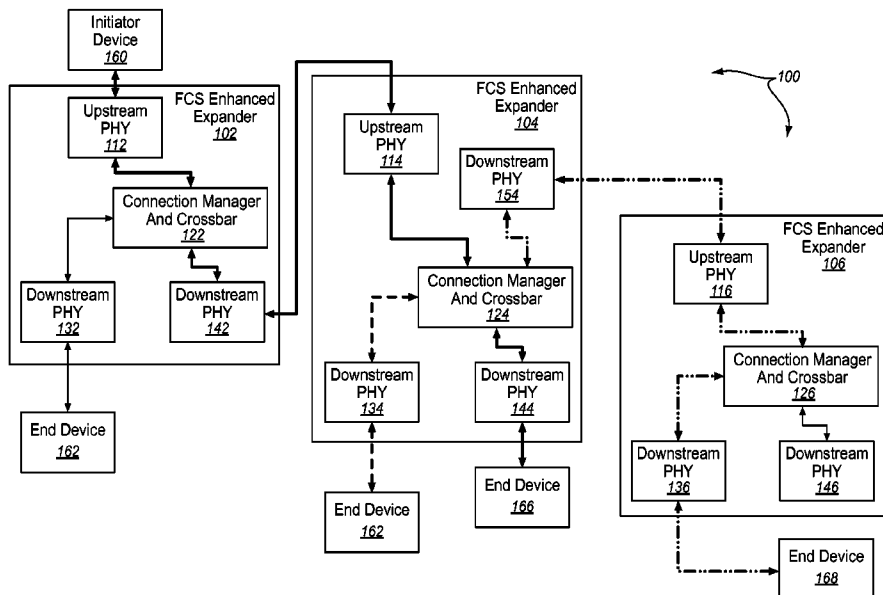 Initiator
Device
160
FCS Enhanced
Expander
102
Upstream
PHY
112
Connection Manager
And Crossbar
122
Downstream
PHY
132
Downstream
PHY
142
End Device
162
FCS Enhanced
Expander
104
Upstream
PHY
114
Downstream
PHY
154
Connection Manager
And Crossbar
124
Downstream
PHY
134
Downstream
PHY
144
End Device
162
End Device
166
100
FCS Enhanced
Expander
106
Upstream
PHY
116
Connection Manager
And Crossbar
126
Downstream
PHY
136
Downstream
PHY
146
End Device
168